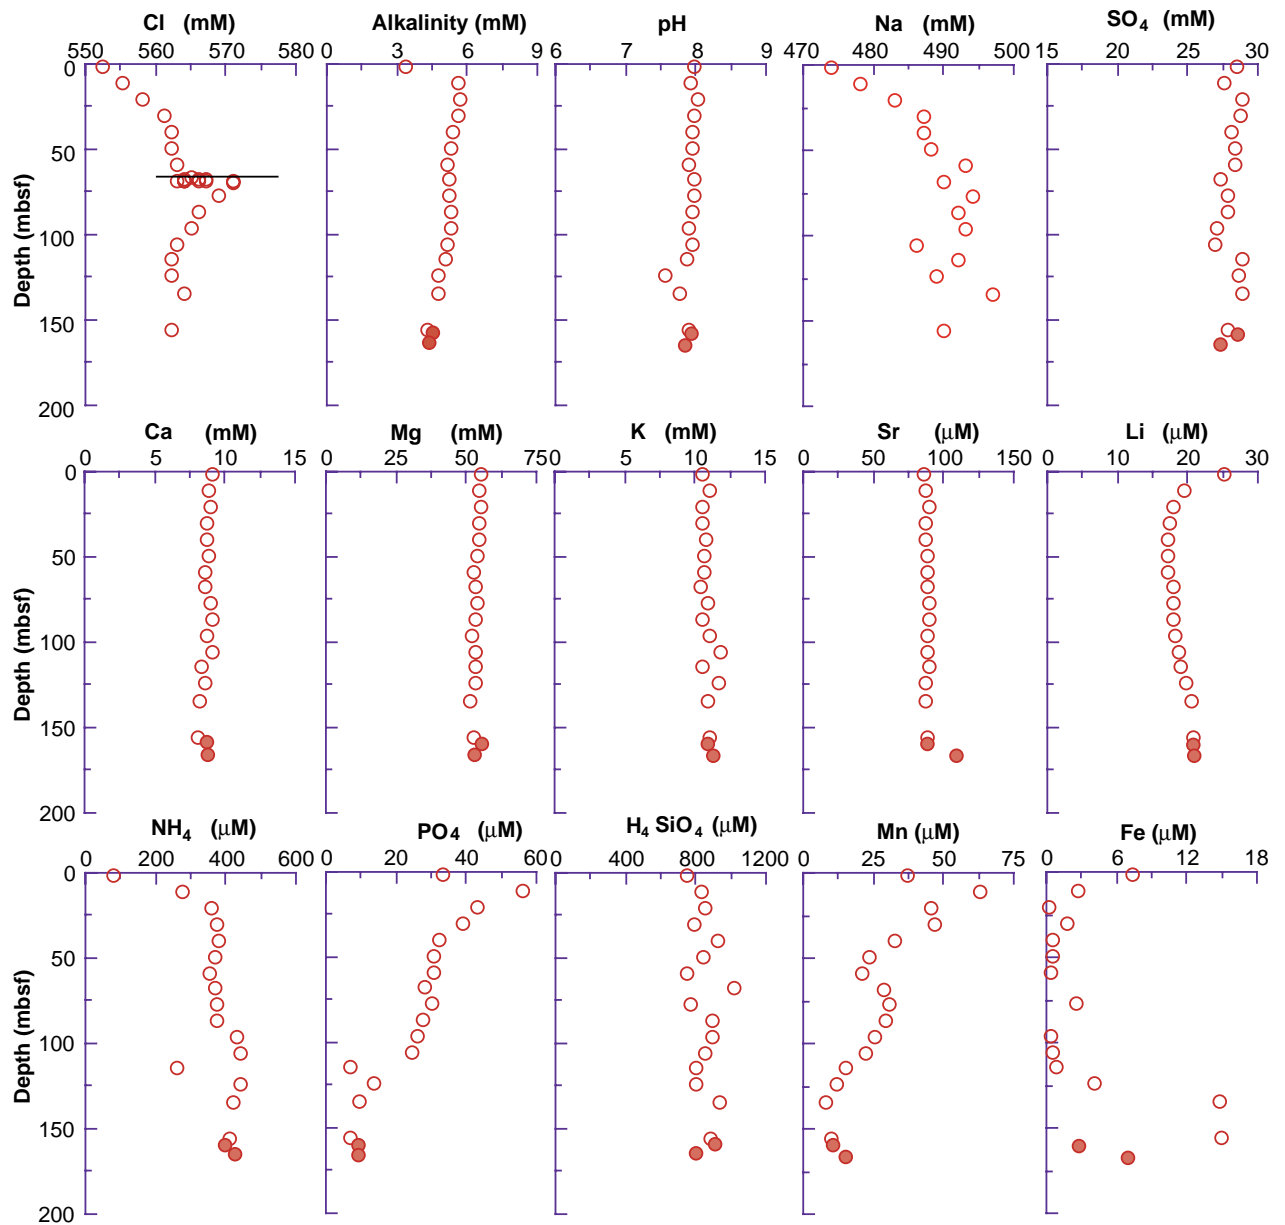 Cl (mM) Alkalinity (mM) pH Na (mM) SO4 (mM)
550 560 570 580 0 3 6 9 6 7 8 9 470 480 490 500 15 20 25 30
0
50
100
150
200
Depth (mbsf)
Ca (mM) Mg (mM) K (mM) Sr (μM) Li (μM)
0 5 10 15 0 25 50 75 0 5 10 15 0 50 100 150 0 10 20 30
0
50
100
150
200
Depth (mbsf)
NH4 (μM) PO4 (μM) H4 SiO4 (μM) Mn (μM) Fe (μM)
0 200 400 600 0 20 40 60 0 400 800 1200 0 25 50 75 0 6 12 18
0
50
100
150
200
Depth (mbsf)